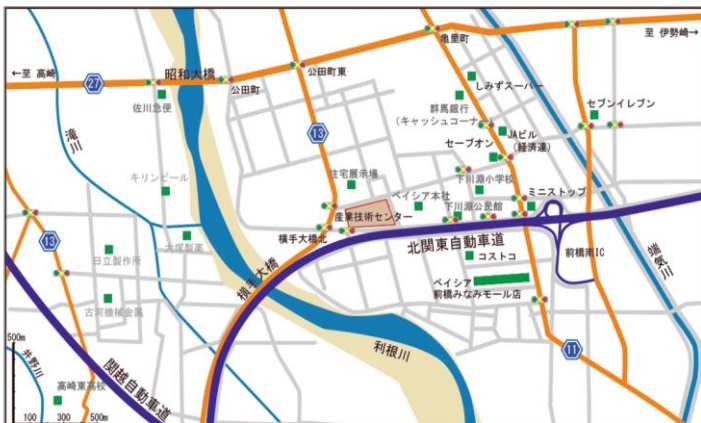 亀里町
至 伊勢崎→
←至 高崎
昭和大橋
公田町東
27
公田町
しみずスーパー
佐川急便
群馬銀行
(キャッシュコーナー)
セブンイレブン
滝川
13
JAビル
(経済連)
セーブオン
キリンビール
住宅展示場
下川淵小学校
ミニストップ
ベイシア本社
下川淵公民館
産業技術センター
13
横手大橋北
大塚製薬
北関東自動車道
日立製作所
コストコ
前橋南IC
端気川
横手大橋
ベイシア
前橋みなみモール店
古河機械金属
500m
利根川
11
井野川
関越自動車道
高崎東高校
100 300 500m